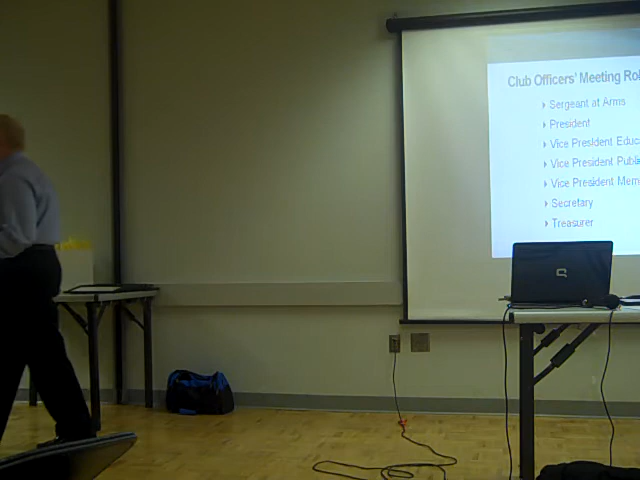 Club Officers' Meeting Rol
Sergeant at Arms
President
Vice President Educa
Vice President Publi
Vice President Mem
Secretary
Treasurer